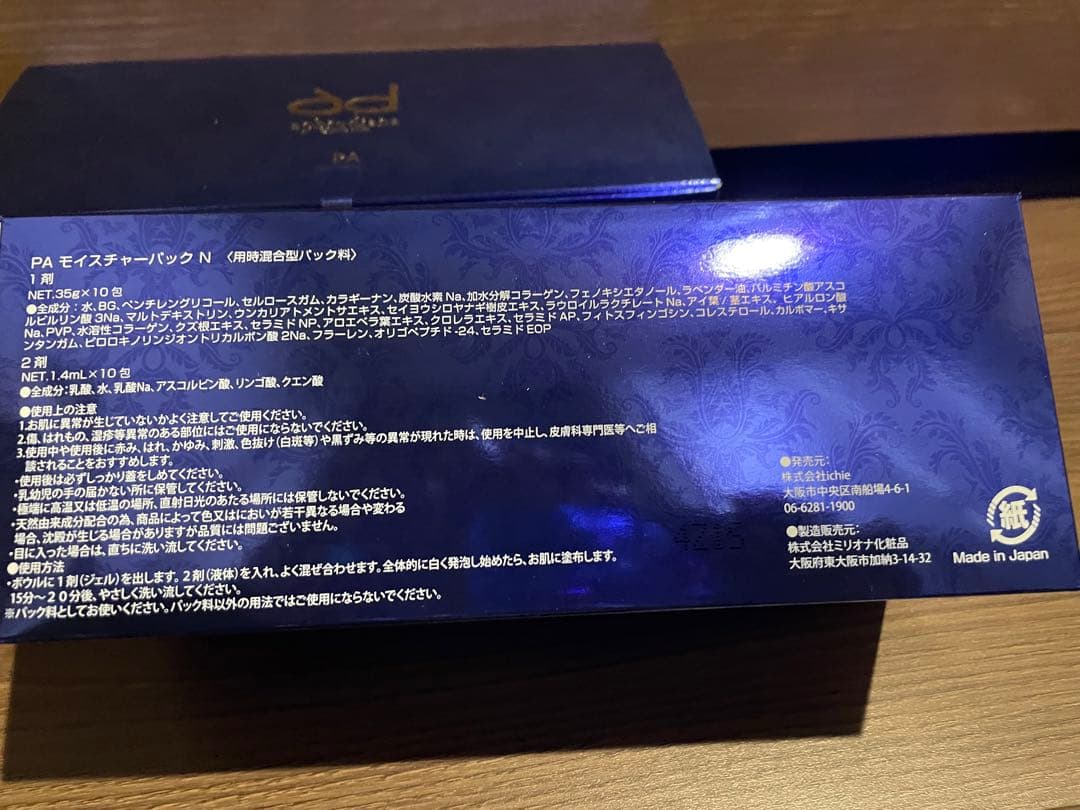 PA
PA モイスチャーパック N 〈用時混合型パック料〉
1 剤
NET.35g×10包
●全成分：水、BG、ペンチレングリコール、セルロースガム、カラギーナン、炭酸水素Na、加水分解コラーゲン、フェノキシエタノール、ラベンダー油、パルミチン酸アスコ
ルビルリン酸3Na、マルトデキストリン、ウンカリアトメントサエキス、セイヨウシロヤナギ樹皮エキス、ラウロイルラクチレートNa、アイ葉/茎エキス、ヒアルロン酸
Na、PVP、水溶性コラーゲン、クズ根エキス、セラミドNP、アロエベラ葉エキス、クロレラエキス、セラミドAP、フィトスフィンゴシン、コレステロール、カルボマー、キサ
ンタンガム、ピロロキノリンジオントリカルボン酸2Na、フラーレン、オリゴペプチド-24、セラミドEOP
2 剤
NET.1.4mL×10包
●全成分：乳酸、水、乳酸Na、アスコルビン酸、リンゴ酸、クエン酸
●使用上の注意
1.お肌に異常が生じていないかよく注意してご使用ください。
2.傷、はれもの、湿疹等異常のある部位にはご使用にならないでください。
3.使用中や使用後に赤み、はれ、かゆみ、刺激、色抜け（白斑等）や黒ずみ等の異常が現れた時は、使用を中止し、皮膚科専門医等へご相
談されることをおすすめします。
・使用後は必ずしっかり蓋をしめてください。
・乳幼児の手の届かない所に保管してください。
・極端に高温又は低温の場所、直射日光のあたる場所には保管しないでください。
・天然由来成分配合の為、商品によって色又はにおいが若干異なる場合や変わる
場合、沈殿が生じる場合がありますが品質には問題ございません。
・目に入った場合は、直ちに洗い流してください。
●使用方法
・ボウルに1剤（ジェル）を出します。2剤（液体）を入れ、よく混ぜ合わせます。全体的に白く発泡し始めたら、お肌に塗布します。
15分〜20分後、やさしく洗い流してください。
※パック料としてお使いください。パック料以外の用法ではご使用にならないでください。
●発売元：
株式会社ichie
大阪市中央区南船場4-6-1
06-6281-1900
●製造販売元：
株式会社ミリオナ化粧品
大阪府東大阪市加納3-14-32
紙
Made in Japan